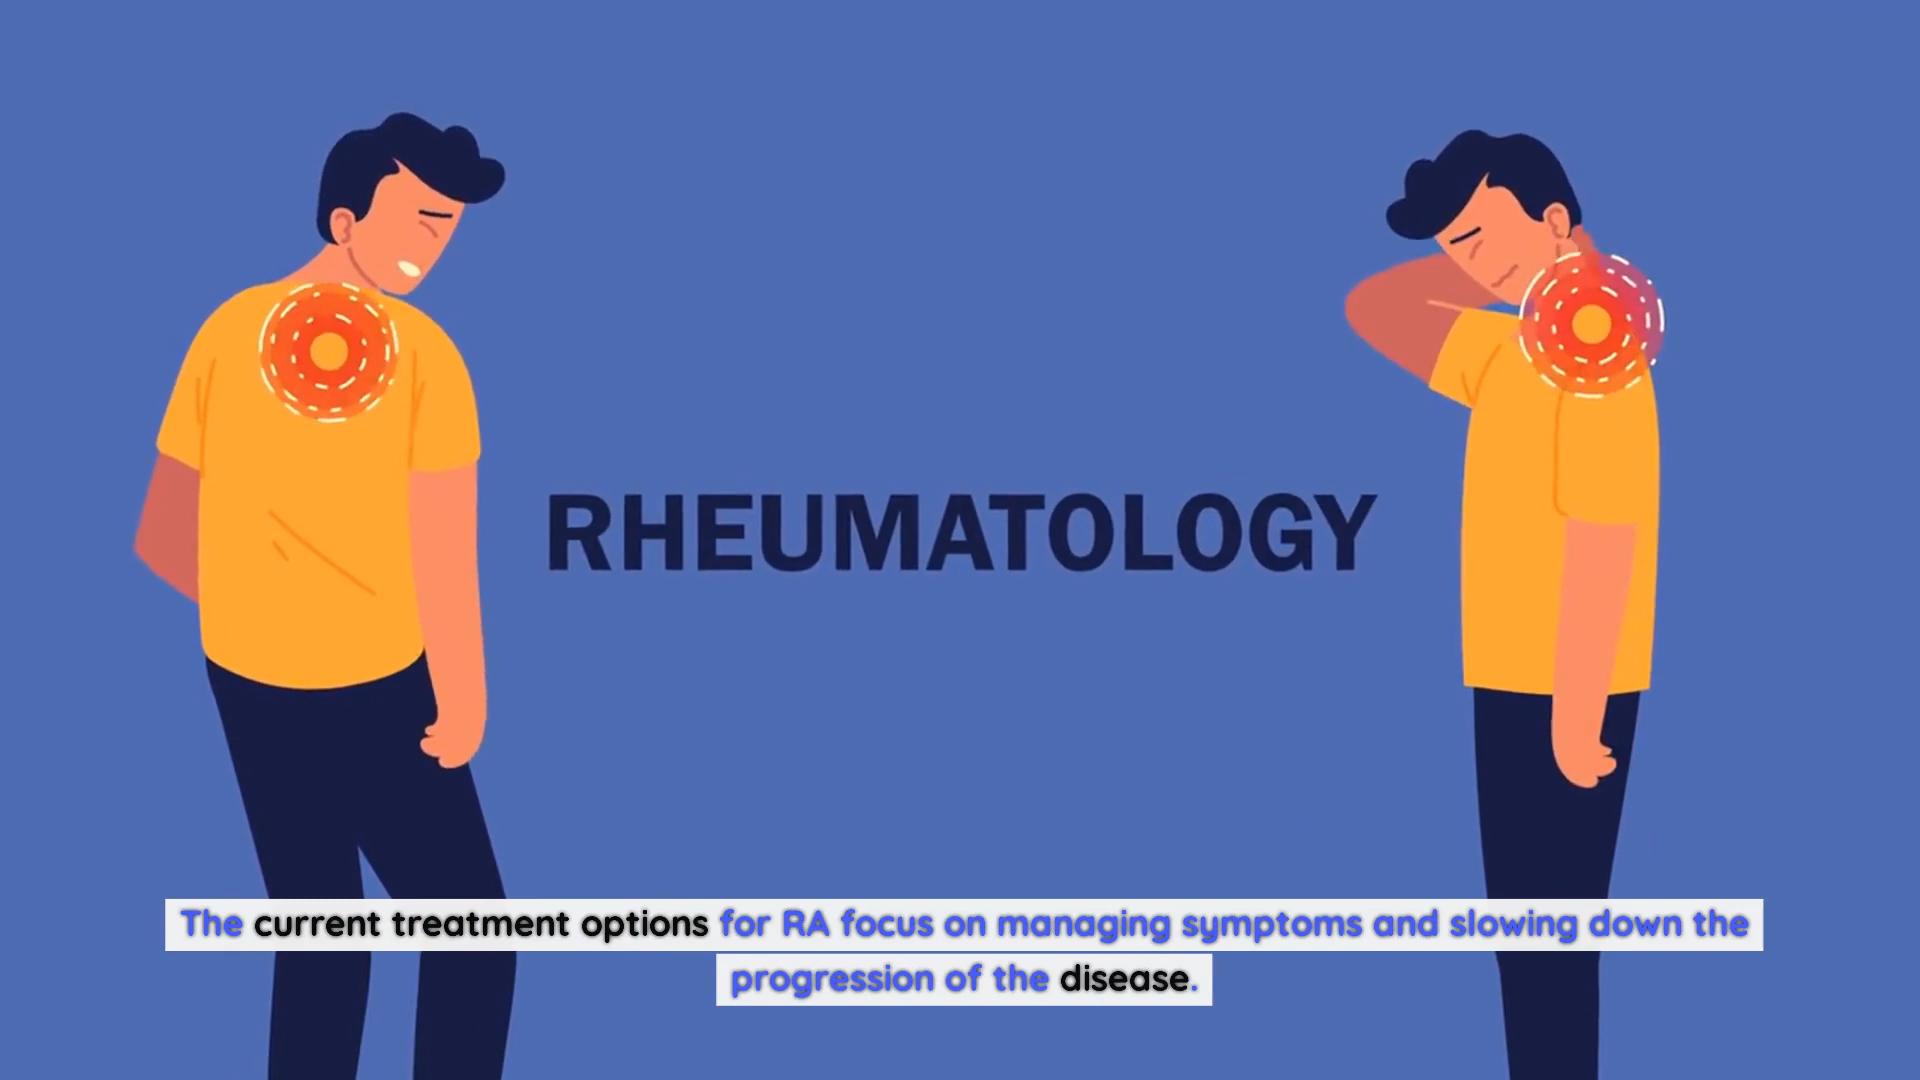 RHEUMATOLOGY
The current treatment options for RA focus on managing symptoms and slowing down the
progression of the disease.